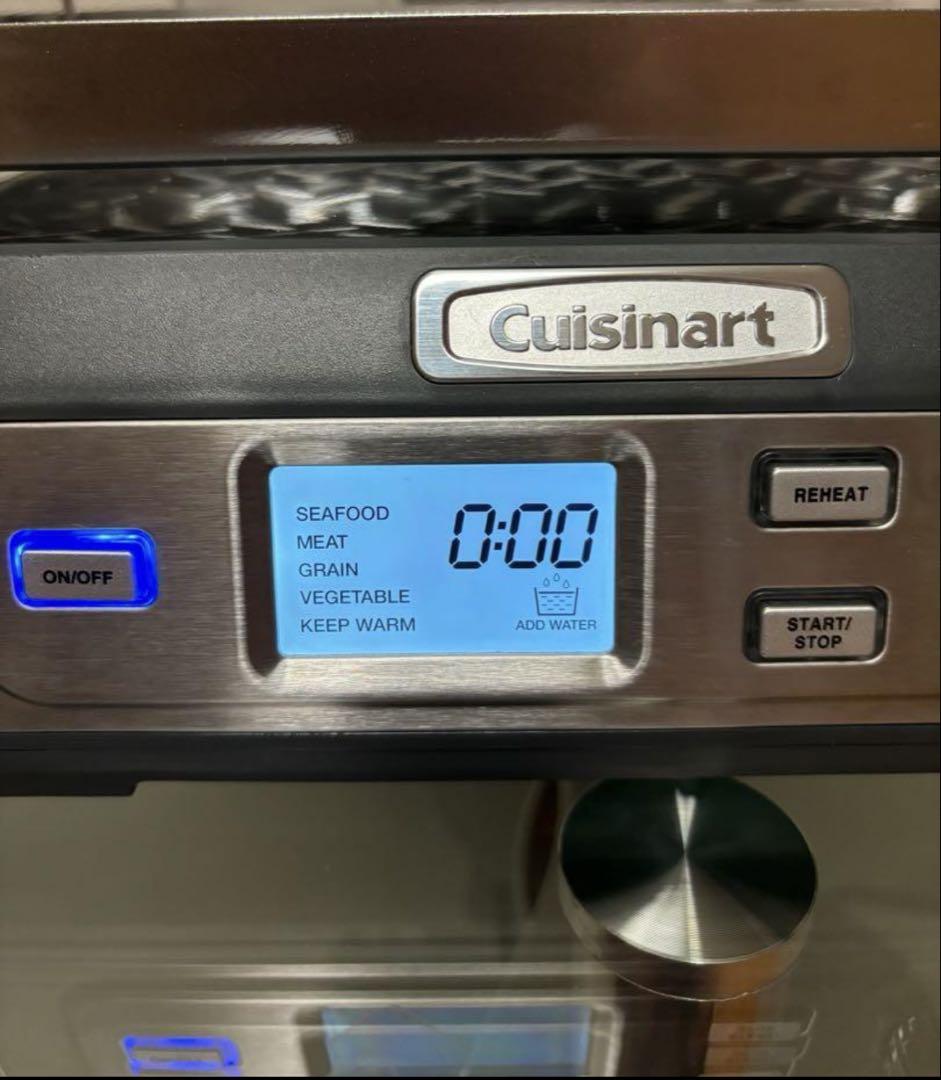 Cuisinart
ON/OFF
SEAFOOD
MEAT
GRAIN
VEGETABLE
KEEP WARM
0:00
ADD WATER
REHEAT
START/
STOP